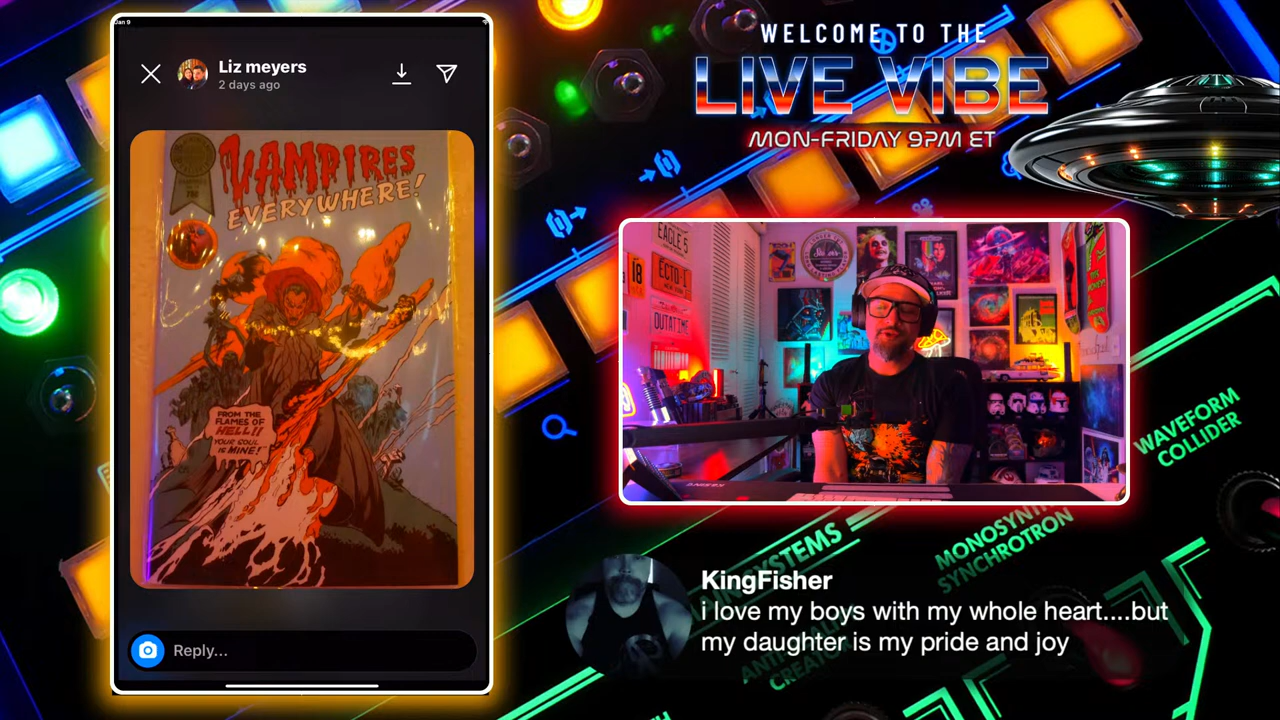 Jan 9
Liz meyers
2 days ago
VAMPIRES
EVERYWHERE!
FROM THE
FLAMES OF
HELL!!
YOUR SOUL
IS MINE!
Reply...
WELCOME TO THE
LIVE VIBE
MON-FRIDAY 9PM ET
EAGLE 5
18
ECTO-1
OUTATIME
WAVEFORM
COLLIDER
SYSTEMS
MONOSYNTH
SYNCHROTRON
KingFisher
i love my boys with my whole heart....but
my daughter is my pride and joy